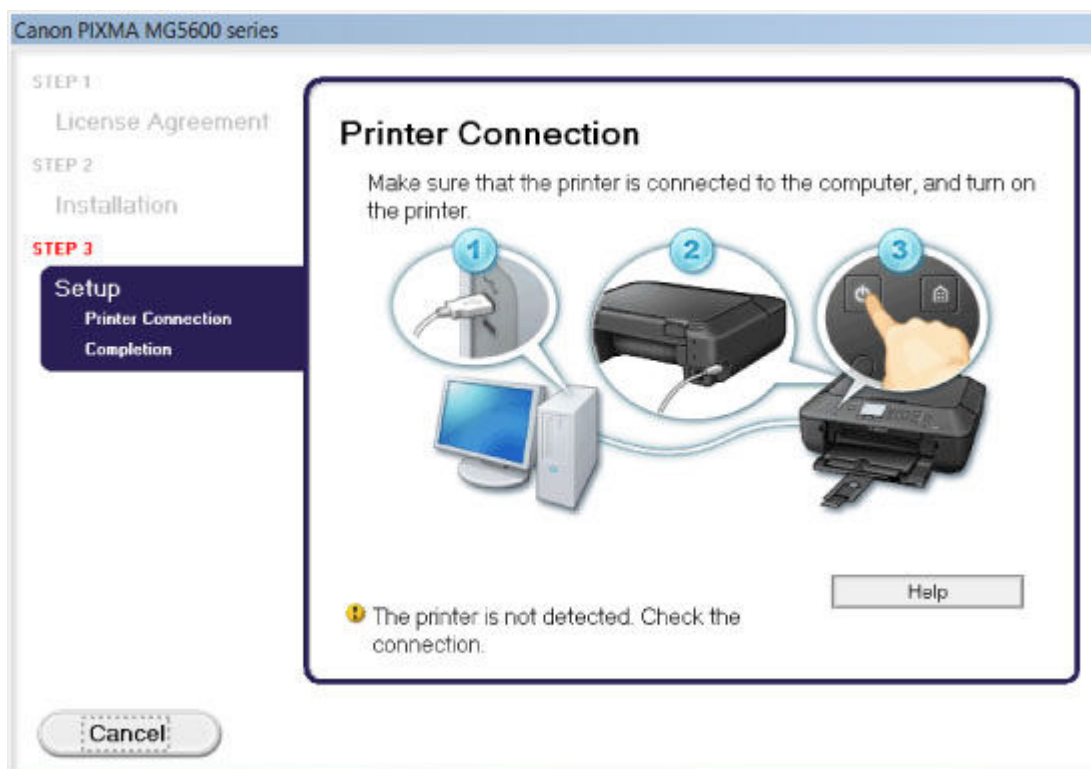 Canon PIXMA MG5600 series
STEP 1
License Agreement
STEP 2
Installation
STEP 3
Setup
Printer Connection
Completion
Printer Connection
Make sure that the printer is connected to the computer, and turn on
the printer.
1
2
3
Help
The printer is not detected. Check the
connection.
Cancel